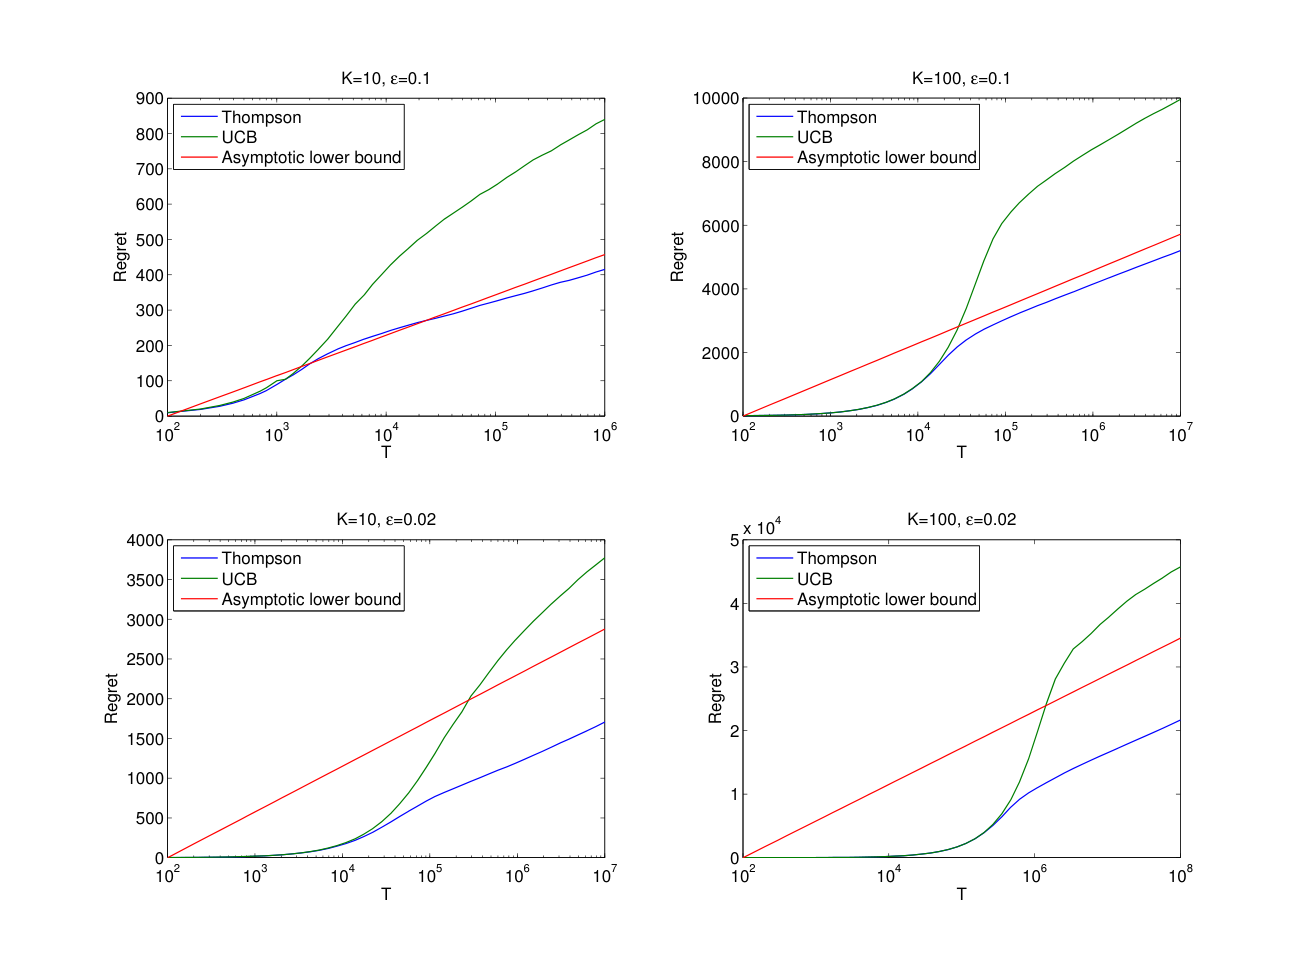 K=10, ε=0.1
900
800
700
600
500
400
300
200
100
0
Regret
Thompson
UCB
Asymptotic lower bound
10^2 10^3 10^4 10^5 10^6
T
K=100, ε=0.1
10000
8000
6000
4000
2000
0
Regret
Thompson
UCB
Asymptotic lower bound
10^2 10^3 10^4 10^5 10^6 10^7
T
K=10, ε=0.02
4000
3500
3000
2500
2000
1500
1000
500
0
Regret
Thompson
UCB
Asymptotic lower bound
10^2 10^3 10^4 10^5 10^6 10^7
T
K=100, ε=0.02
x 10^4
5
4
3
2
1
0
Regret
Thompson
UCB
Asymptotic lower bound
10^2 10^4 10^6 10^8
T